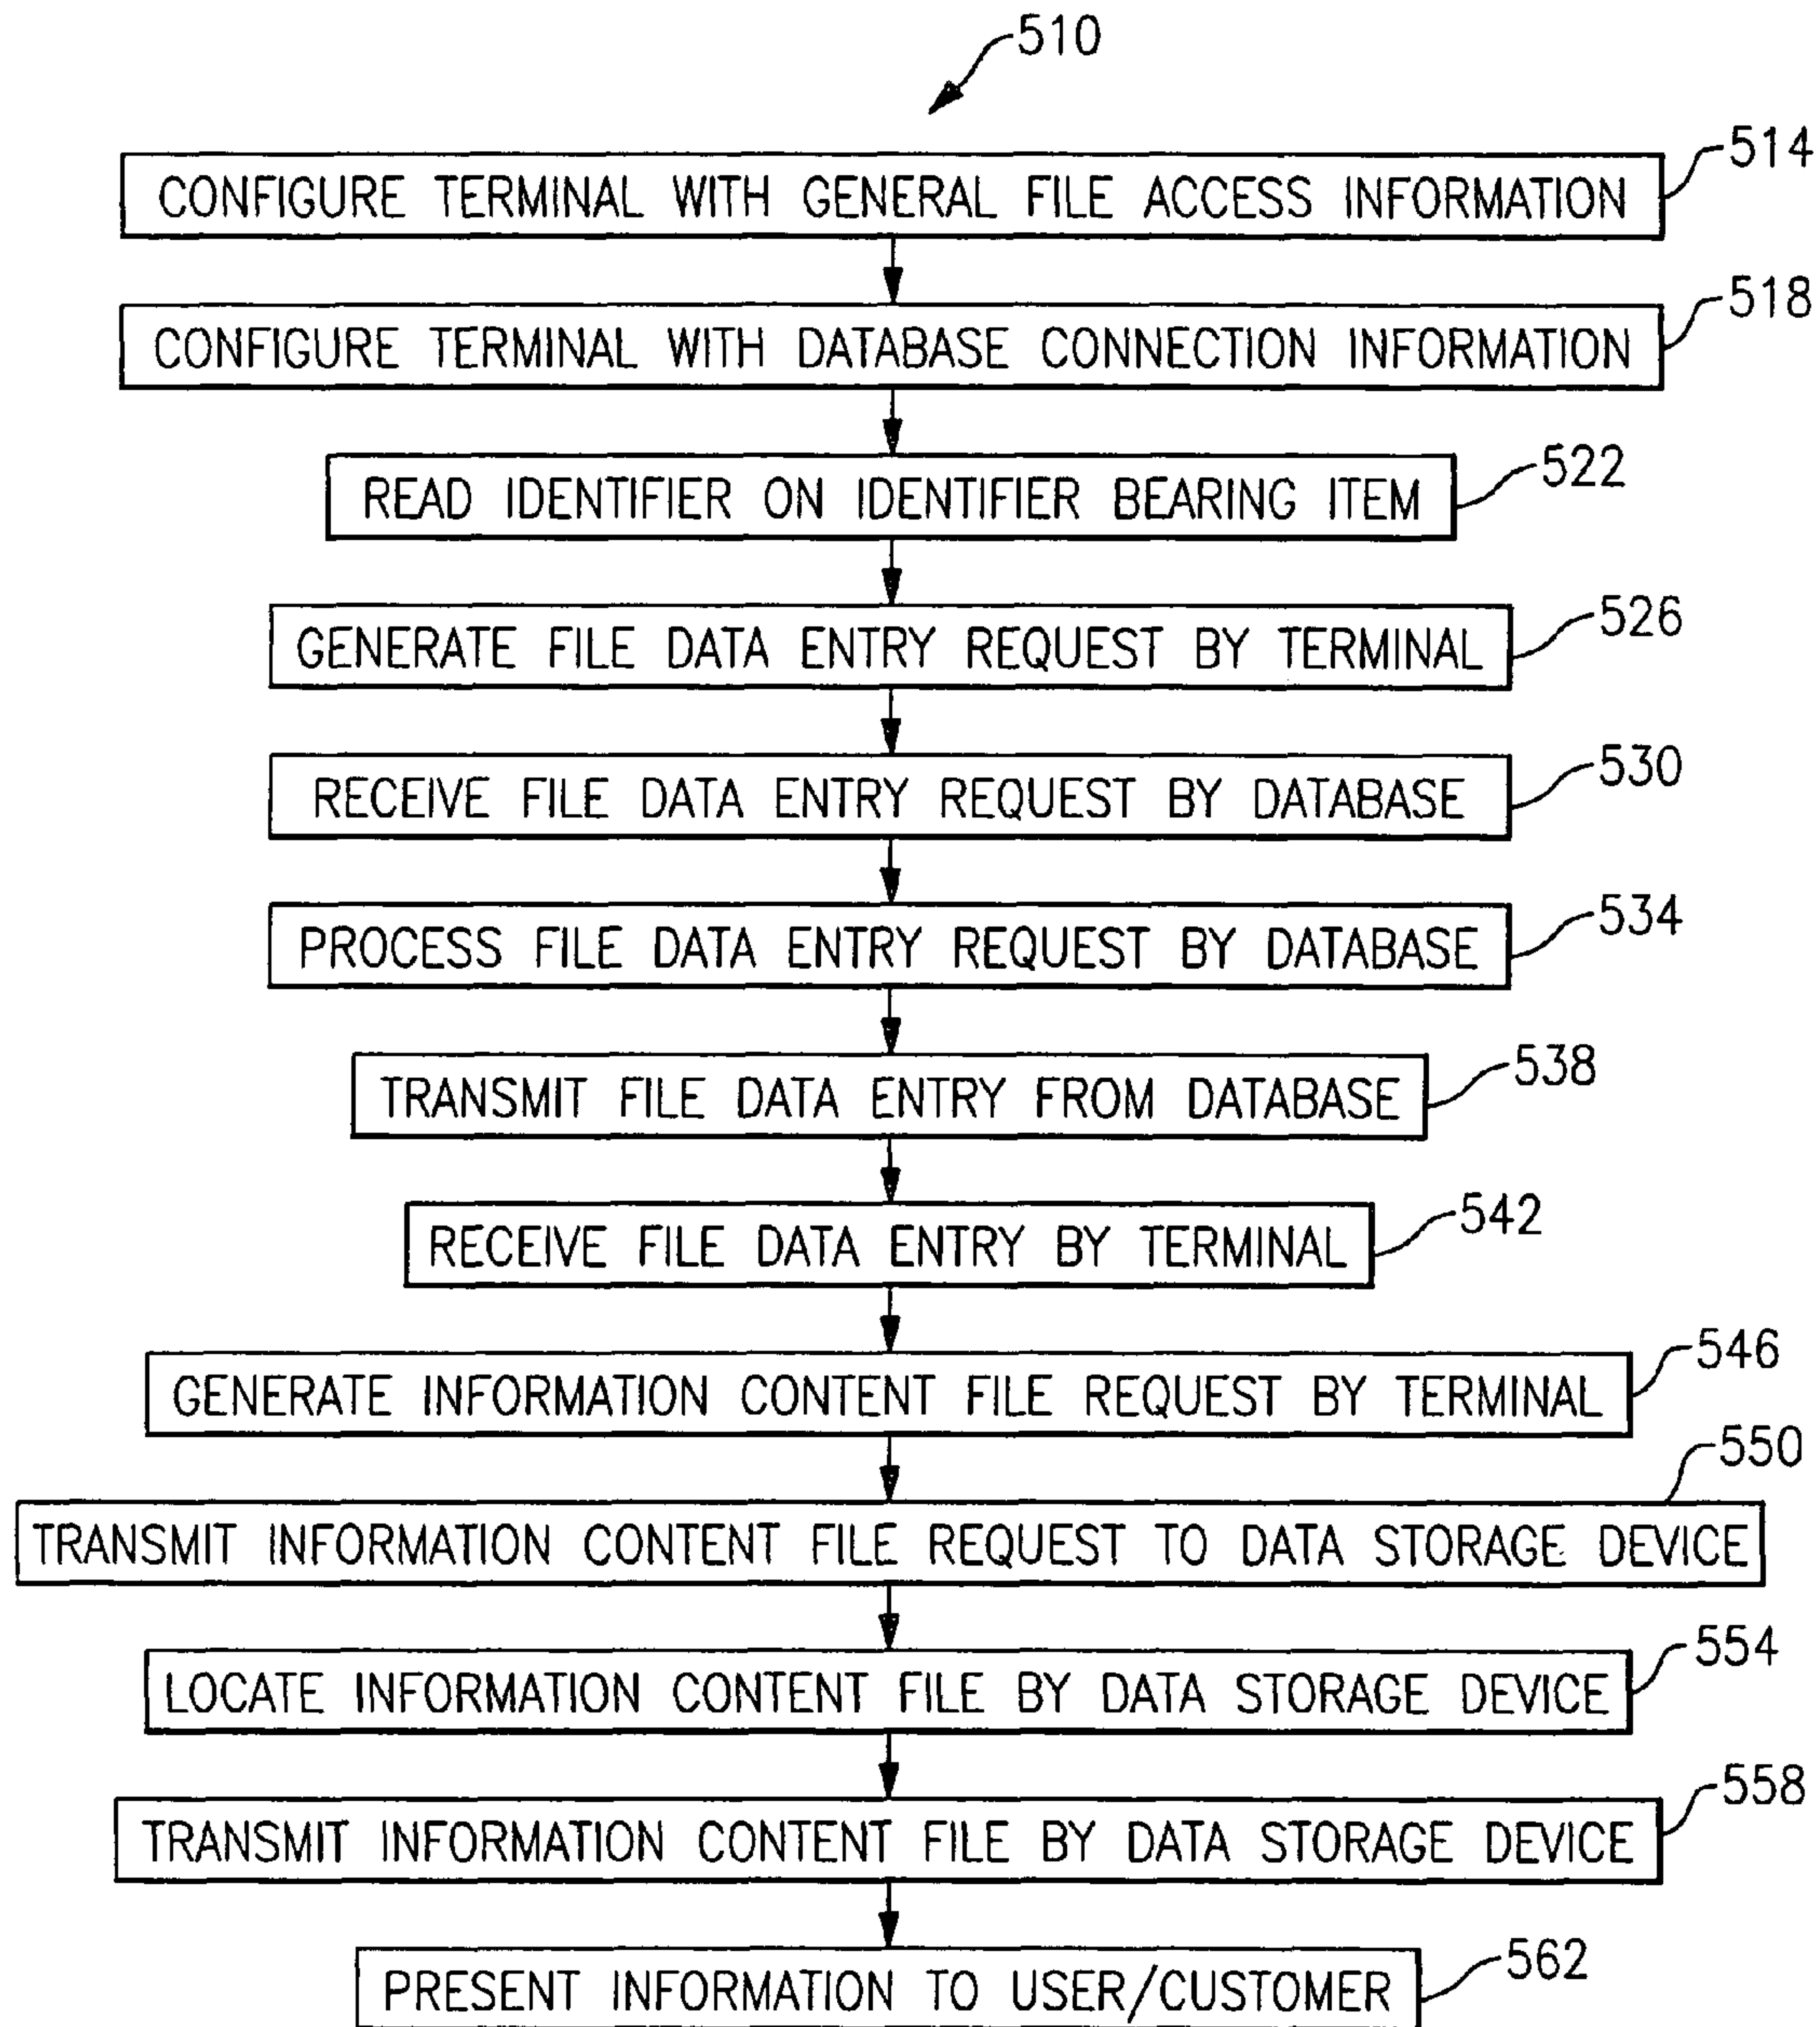 510
CONFIGURE TERMINAL WITH GENERAL FILE ACCESS INFORMATION
514
CONFIGURE TERMINAL WITH DATABASE CONNECTION INFORMATION
518
READ IDENTIFIER ON IDENTIFIER BEARING ITEM
522
GENERATE FILE DATA ENTRY REQUEST BY TERMINAL
526
RECEIVE FILE DATA ENTRY REQUEST BY DATABASE
530
PROCESS FILE DATA ENTRY REQUEST BY DATABASE
534
TRANSMIT FILE DATA ENTRY FROM DATABASE
538
RECEIVE FILE DATA ENTRY BY TERMINAL
542
GENERATE INFORMATION CONTENT FILE REQUEST BY TERMINAL
546
TRANSMIT INFORMATION CONTENT FILE REQUEST TO DATA STORAGE DEVICE
550
LOCATE INFORMATION CONTENT FILE BY DATA STORAGE DEVICE
554
TRANSMIT INFORMATION CONTENT FILE BY DATA STORAGE DEVICE
558
PRESENT INFORMATION TO USER/CUSTOMER
562